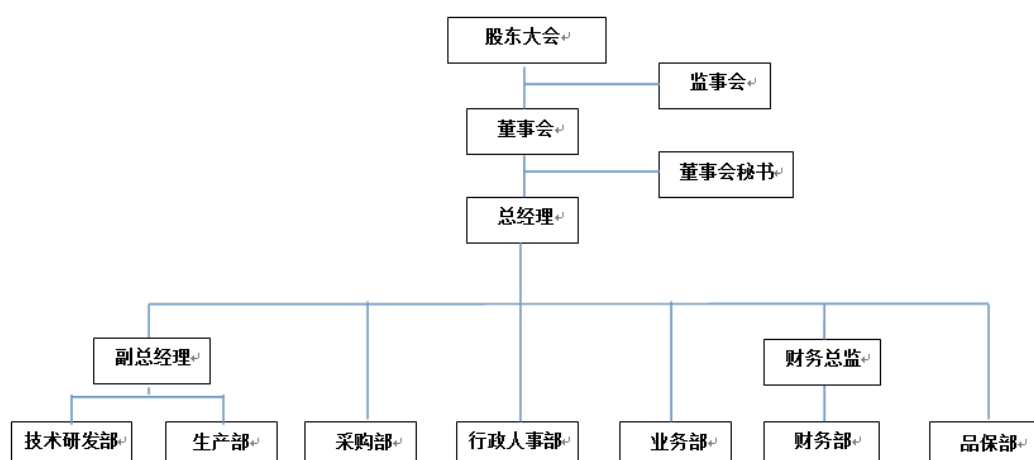 股东大会
监事会
董事会
董事会秘书
总经理
副总经理
财务总监
技术研发部
生产部
采购部
行政人事部
业务部
财务部
品保部